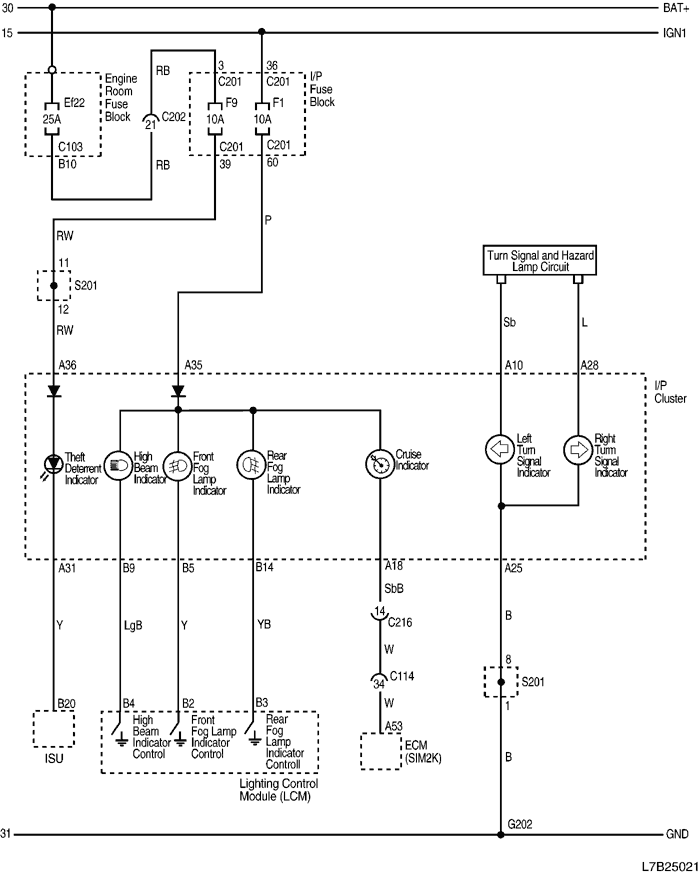 30
BAT+
15
IGN1
Engine
Room
Fuse
Block
Ef22
25A
C103
B10
RB
21
C202
RB
I/P
Fuse
Block
3
36
C201
C201
F9
10A
F1
10A
C201
C201
39
60
RW
P
11
S201
12
RW
Turn Signal and Hazard
Lamp Circuit
Sb
L
A36
A35
A10
A28
I/P
Cluster
Theft
Deterrent
Indicator
High
Beam
Indicator
Front
Fog
Lamp
Indicator
Rear
Fog
Lamp
Indicator
Cruise
Indicator
Left
Turn
Signal
Indicator
Right
Turm
Signal
Indicator
A31
B9
B5
B14
A18
A25
SbB
14
C216
Y
LgB
Y
YB
W
B
34
C114
W
8
S201
1
B20
B4
B2
B3
A53
ISU
High
Beam
Indicator
Control
Front
Fog Lamp
Indicator
Control
Rear
Fog
Lamp
Indicator
Controll
Lighting Control
Module (LCM)
ECM
(SIM2K)
B
G202
31
GND
L7B25021